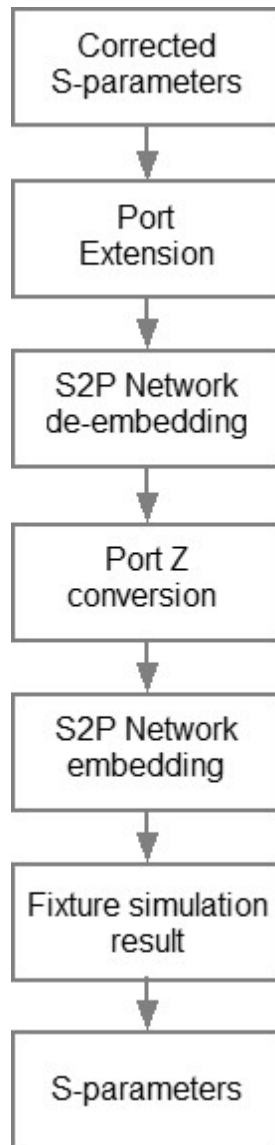 Corrected
S-parameters
Port
Extension
S2P Network
de-embedding
Port Z
conversion
S2P Network
embedding
Fixture simulation
result
S-parameters